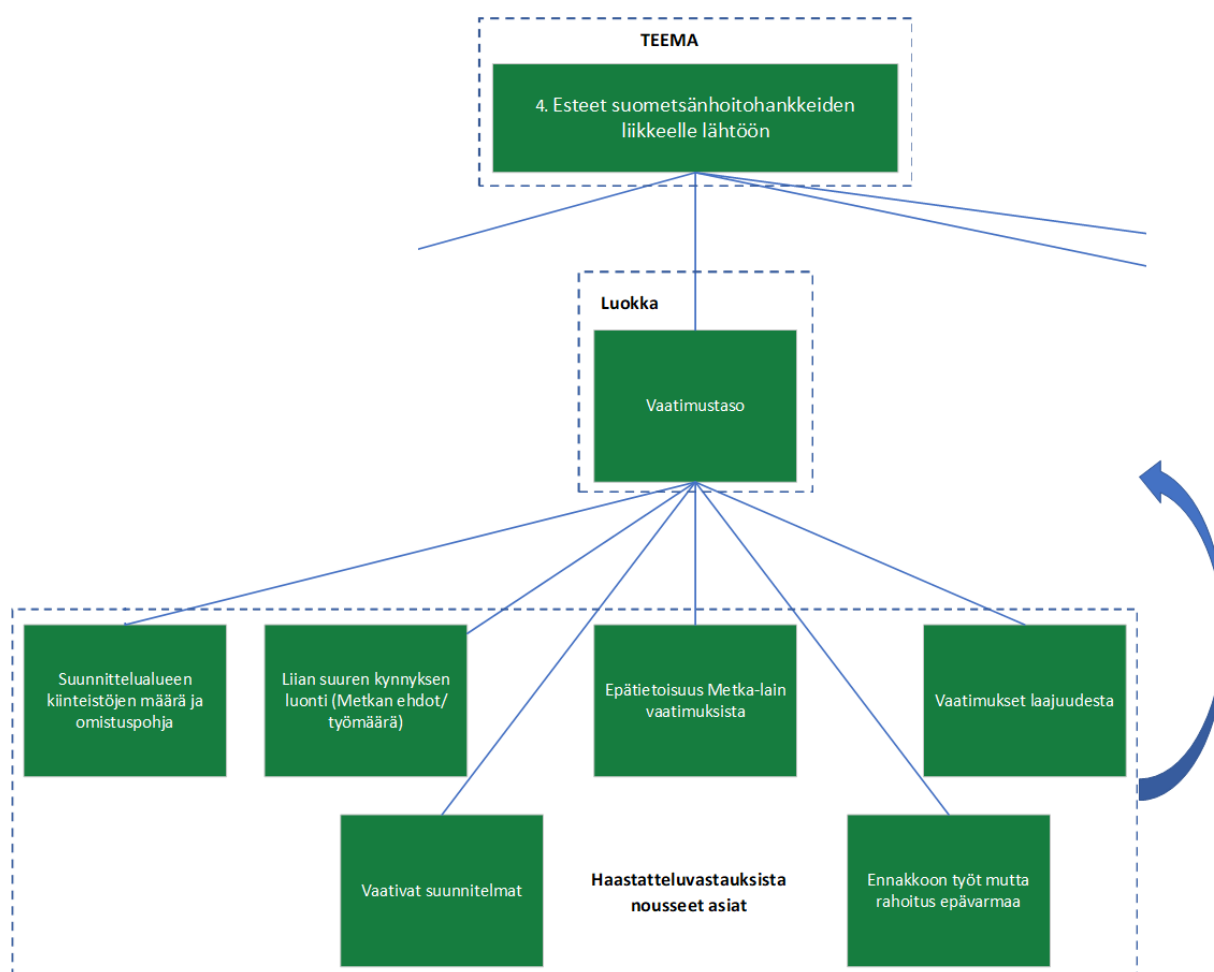 TEEMA
4. Esteet suometsänhoitohankkeiden
liikkeelle lähtöön
Luokka
Vaatimustaso
Suunnittelualueen
kiinteistöjen määrä ja
omistuspohja
Liian suuren kynnyksen
luonti (Metkan ehdot/
työmäärä)
Epätietoisuus Metka-lain
vaatimuksista
Vaatimukset laajuudesta
Vaativat suunnitelmat
Haastatteluvastauksista
nousseet asiat
Ennakkoon työt mutta
rahoitus epävarmaa